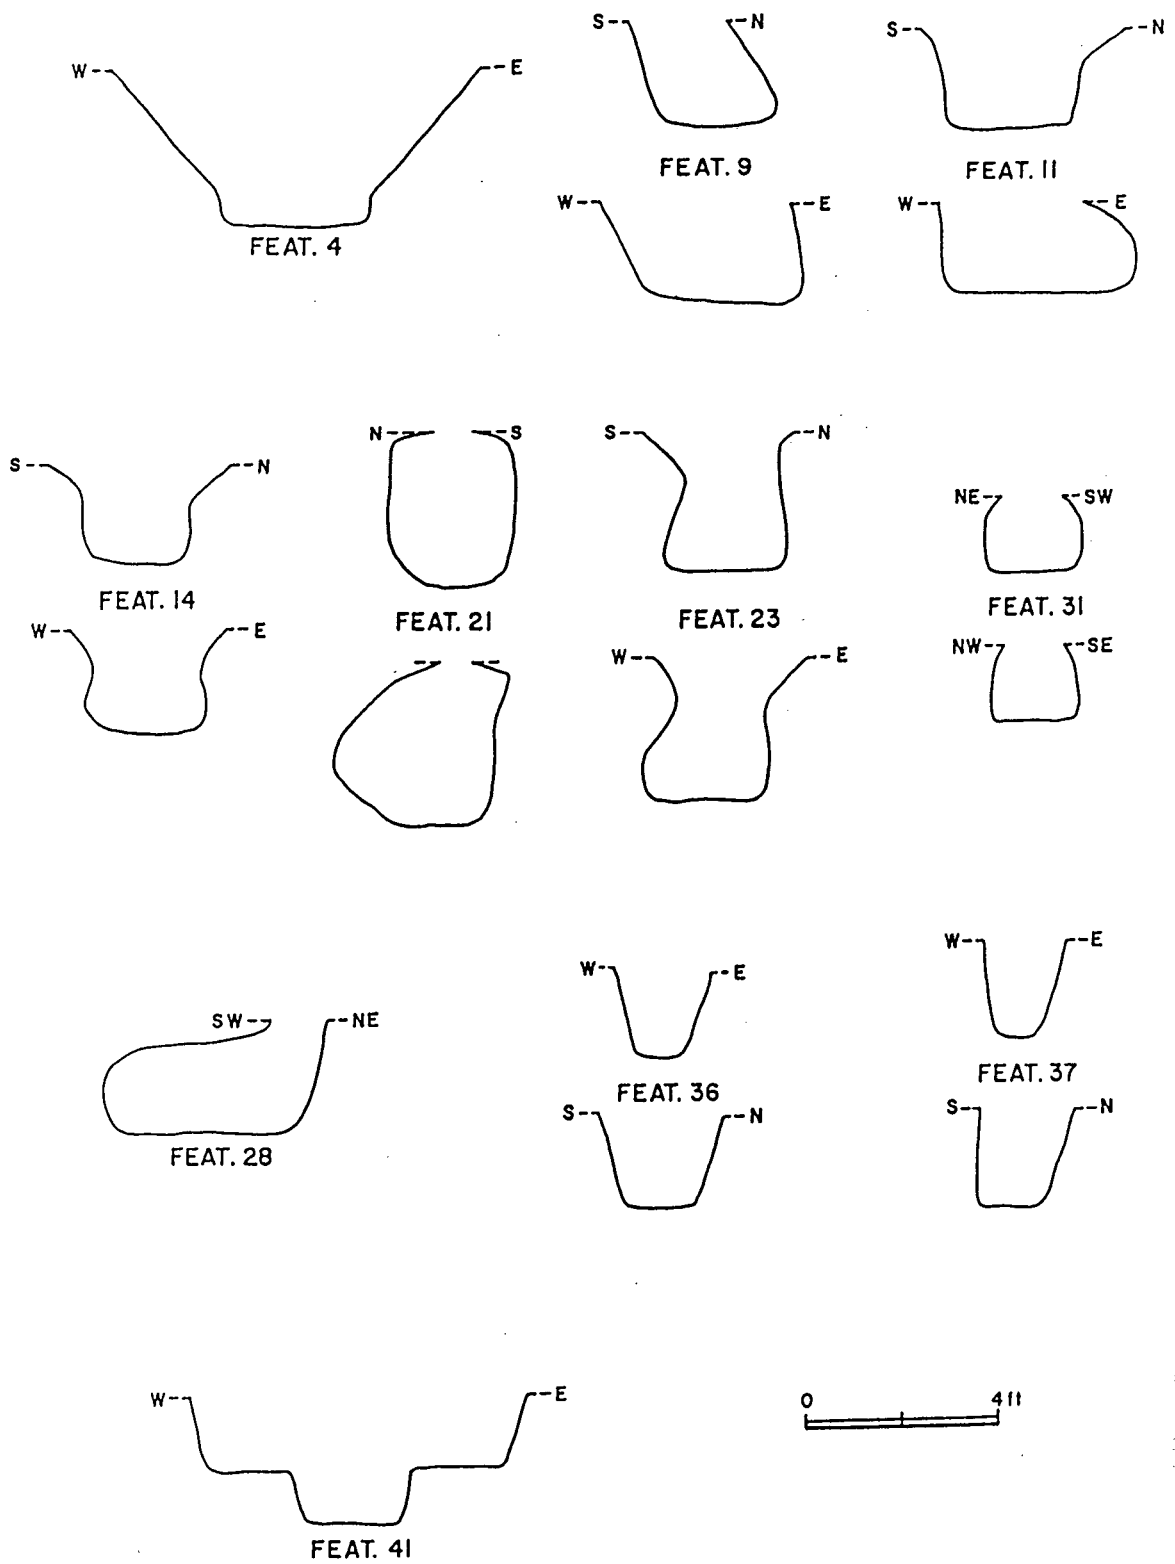 W-- --E
FEAT. 4
S-- --N
FEAT. 9
W-- --E
S-- --N
FEAT. 11
W-- --E
S-- --N
FEAT. 14
W-- --E
N-- --S
FEAT. 21
S-- --N
FEAT. 23
W-- --E
NE-- --SW
FEAT. 31
NW-- --SE
SW-- --NE
FEAT. 28
W-- --E
FEAT. 36
S-- --N
W-- --E
FEAT. 37
S-- --N
W-- --E
FEAT. 41
0 4 ft